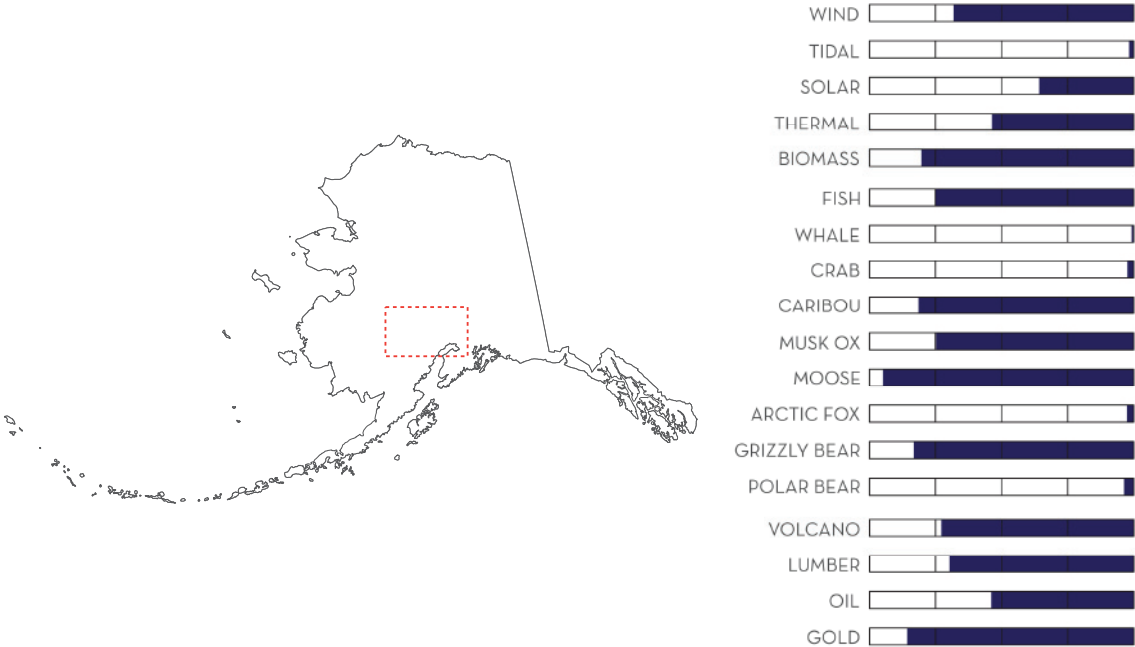 WIND
TIDAL
SOLAR
THERMAL
BIOMASS
FISH
WHALE
CRAB
CARIBOU
MUSK OX
MOOSE
ARCTIC FOX
GRIZZLY BEAR
POLAR BEAR
VOLCANO
LUMBER
OIL
GOLD